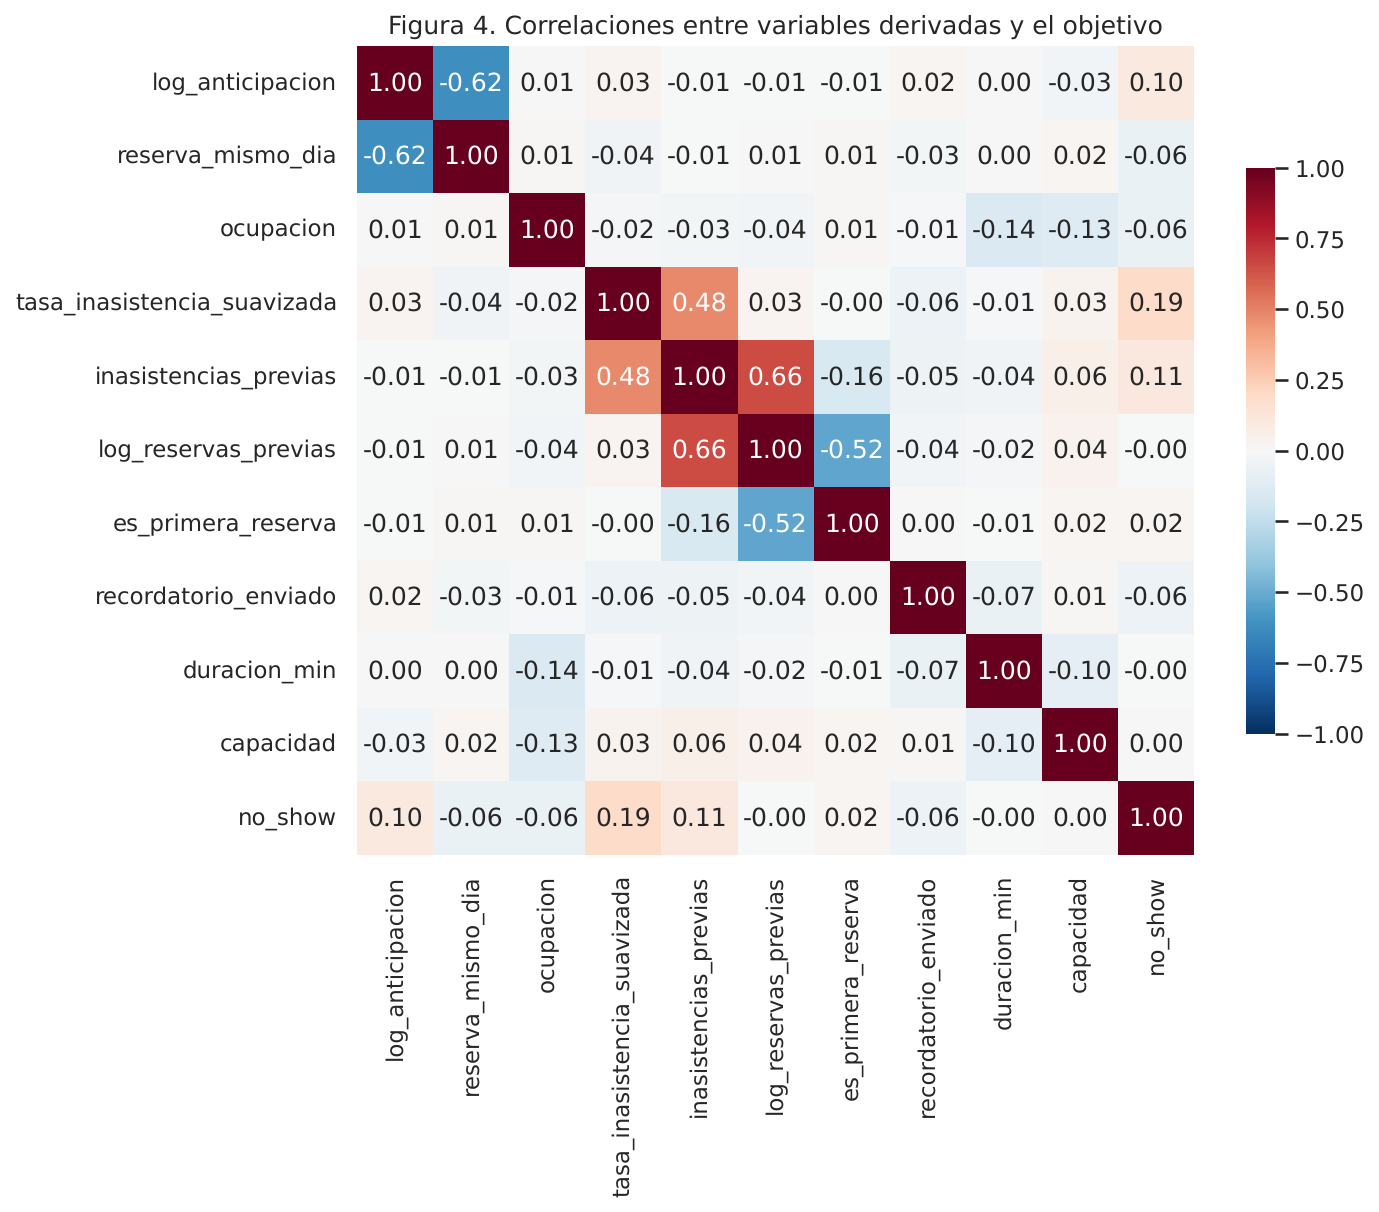 Figura 4. Correlaciones entre variables derivadas y el objetivo
log_anticipacion 1.00 -0.62 0.01 0.03 -0.01 -0.01 -0.01 0.02 0.00 -0.03 0.10
reserva_mismo_dia -0.62 1.00 0.01 -0.04 -0.01 0.01 0.01 -0.03 0.00 0.02 -0.06
ocupacion 0.01 0.01 1.00 -0.02 -0.03 -0.04 0.01 -0.01 -0.14 -0.13 -0.06
tasa_inasistencia_suavizada 0.03 -0.04 -0.02 1.00 0.48 0.03 -0.00 -0.06 -0.01 0.03 0.19
inasistencias_previas -0.01 -0.01 -0.03 0.48 1.00 0.66 -0.16 -0.05 -0.04 0.06 0.11
log_reservas_previas -0.01 0.01 -0.04 0.03 0.66 1.00 -0.52 -0.04 -0.02 0.04 -0.00
es_primera_reserva -0.01 0.01 0.01 -0.00 -0.16 -0.52 1.00 0.00 -0.01 0.02 0.02
recordatorio_enviado 0.02 -0.03 -0.01 -0.06 -0.05 -0.04 0.00 1.00 -0.07 0.01 -0.06
duracion_min 0.00 0.00 -0.14 -0.01 -0.04 -0.02 -0.01 -0.07 1.00 -0.10 -0.00
capacidad -0.03 0.02 -0.13 0.03 0.06 0.04 0.02 0.01 -0.10 1.00 0.00
no_show 0.10 -0.06 -0.06 0.19 0.11 -0.00 0.02 -0.06 -0.00 0.00 1.00
log_anticipacion
reserva_mismo_dia
ocupacion
tasa_inasistencia_suavizada
inasistencias_previas
log_reservas_previas
es_primera_reserva
recordatorio_enviado
duracion_min
capacidad
no_show
1.00
0.75
0.50
0.25
0.00
−0.25
−0.50
−0.75
−1.00